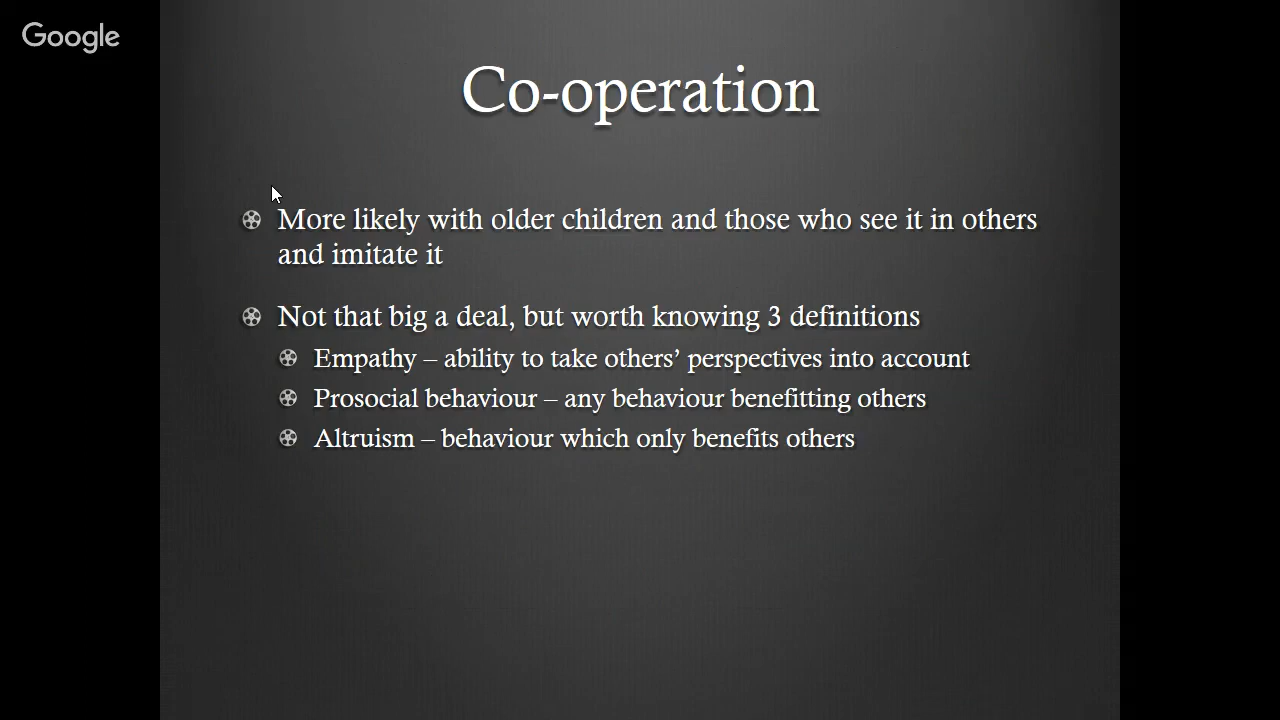 Google
Co-operation
More likely with older children and those who see it in others
and imitate it
Not that big a deal, but worth knowing 3 definitions
Empathy – ability to take others’ perspectives into account
Prosocial behaviour – any behaviour benefitting others
Altruism – behaviour which only benefits others